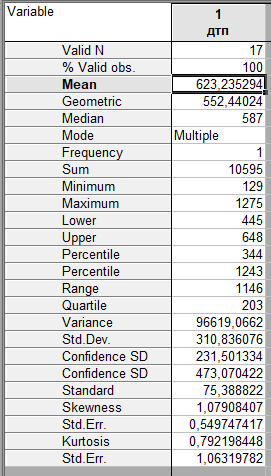 Variable 1
дтп
Valid N 17
% Valid obs. 100
Mean 623,235294
Geometric 552,44024
Median 587
Mode Multiple
Frequency 1
Sum 10595
Minimum 129
Maximum 1275
Lower 445
Upper 648
Percentile 344
Percentile 1243
Range 1146
Quartile 203
Variance 96619,0662
Std.Dev. 310,836076
Confidence SD 231,501334
Confidence SD 473,070422
Standard 75,388822
Skewness 1,07908407
Std.Err. 0,549747417
Kurtosis 0,792198448
Std.Err. 1,06319782